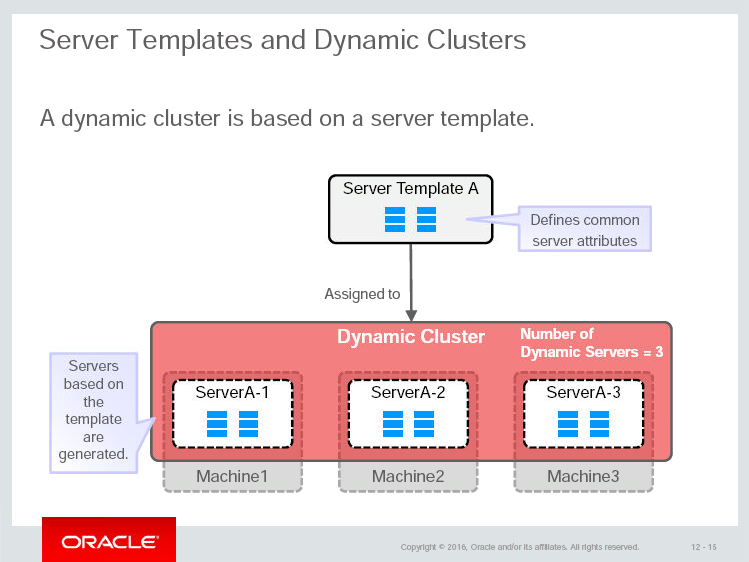 Server Templates and Dynamic Clusters
A dynamic cluster is based on a server template.
Server Template A
Defines common
server attributes
Assigned to
Dynamic Cluster
Number of
Dynamic Servers = 3
Servers
based on
the
template
are
generated.
ServerA-1
ServerA-2
ServerA-3
Machine1
Machine2
Machine3
ORACLE
Copyright © 2016, Oracle and/or its affiliates. All rights reserved.
12 - 15